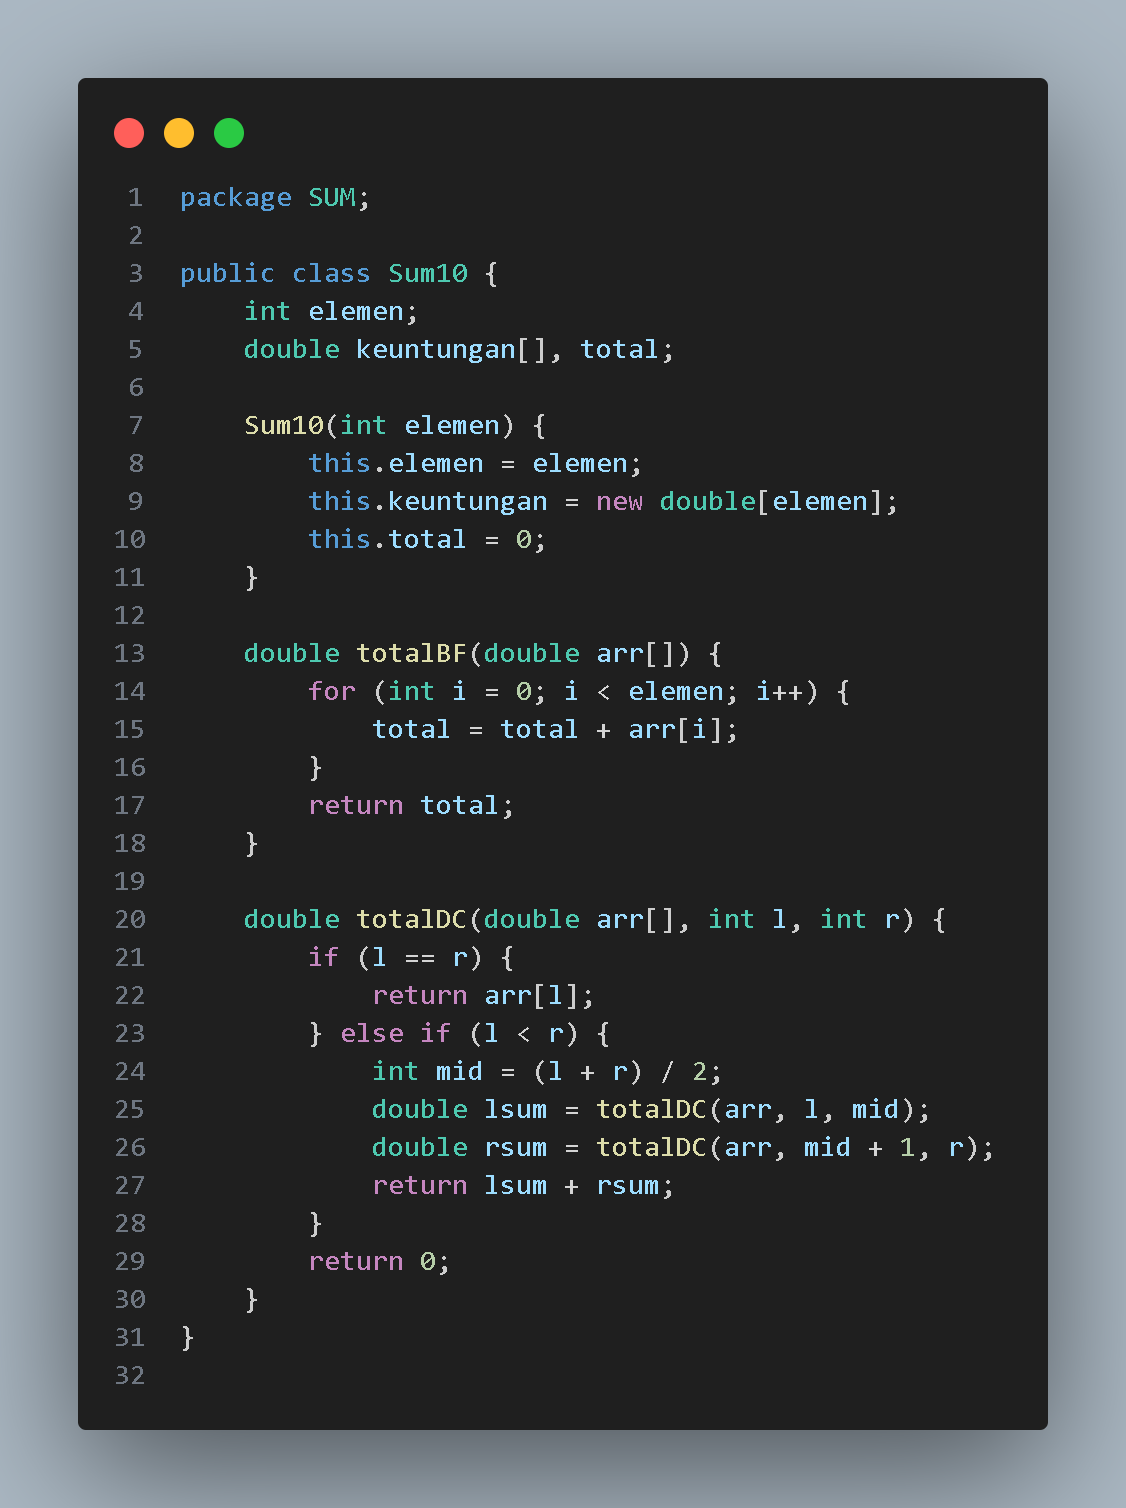 1 package SUM;
2
3 public class Sum10 {
4     int elemen;
5     double keuntungan[], total;
6
7     Sum10(int elemen) {
8         this.elemen = elemen;
9         this.keuntungan = new double[elemen];
10         this.total = 0;
11     }
12
13     double totalBF(double arr[]) {
14         for (int i = 0; i < elemen; i++) {
15             total = total + arr[i];
16         }
17         return total;
18     }
19
20     double totalDC(double arr[], int l, int r) {
21         if (l == r) {
22             return arr[l];
23         } else if (l < r) {
24             int mid = (l + r) / 2;
25             double lsum = totalDC(arr, l, mid);
26             double rsum = totalDC(arr, mid + 1, r);
27             return lsum + rsum;
28         }
29         return 0;
30     }
31 }
32